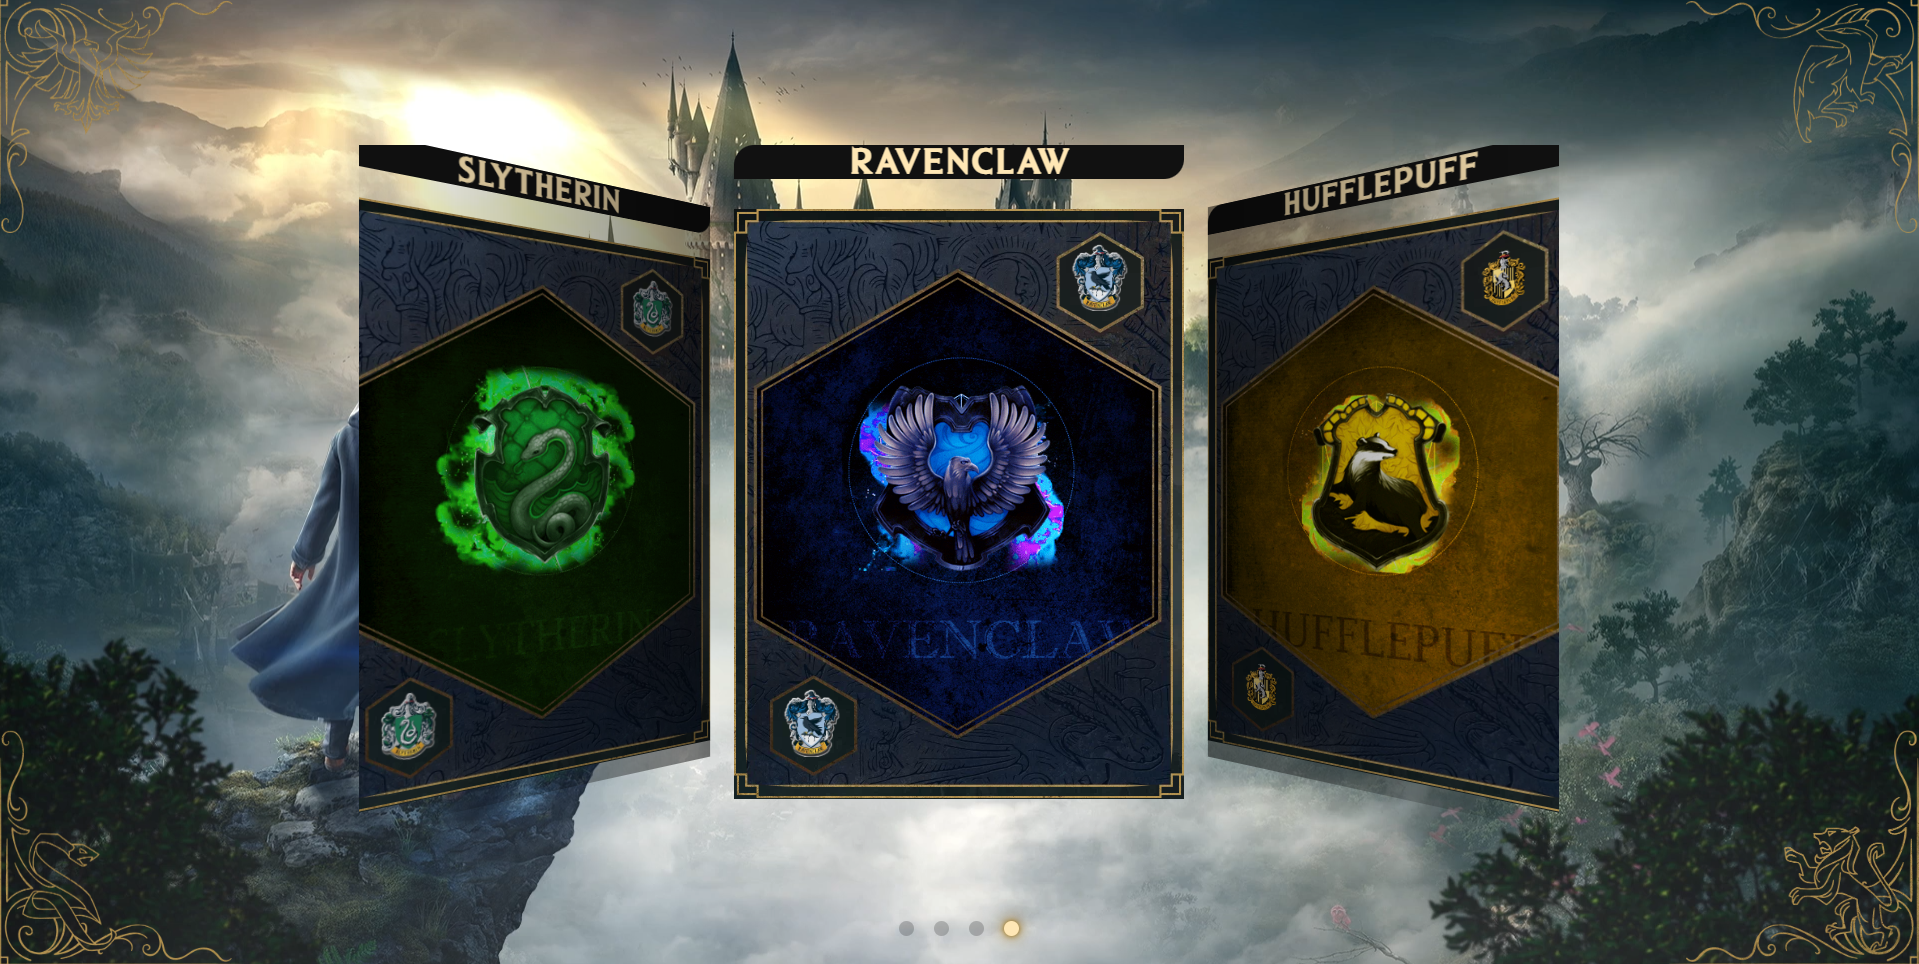 SLYTHERIN
RAVENCLAW
HUFFLEPUFF
SLYTHERIN
RAVENCLAW
HUFFLEPUFF